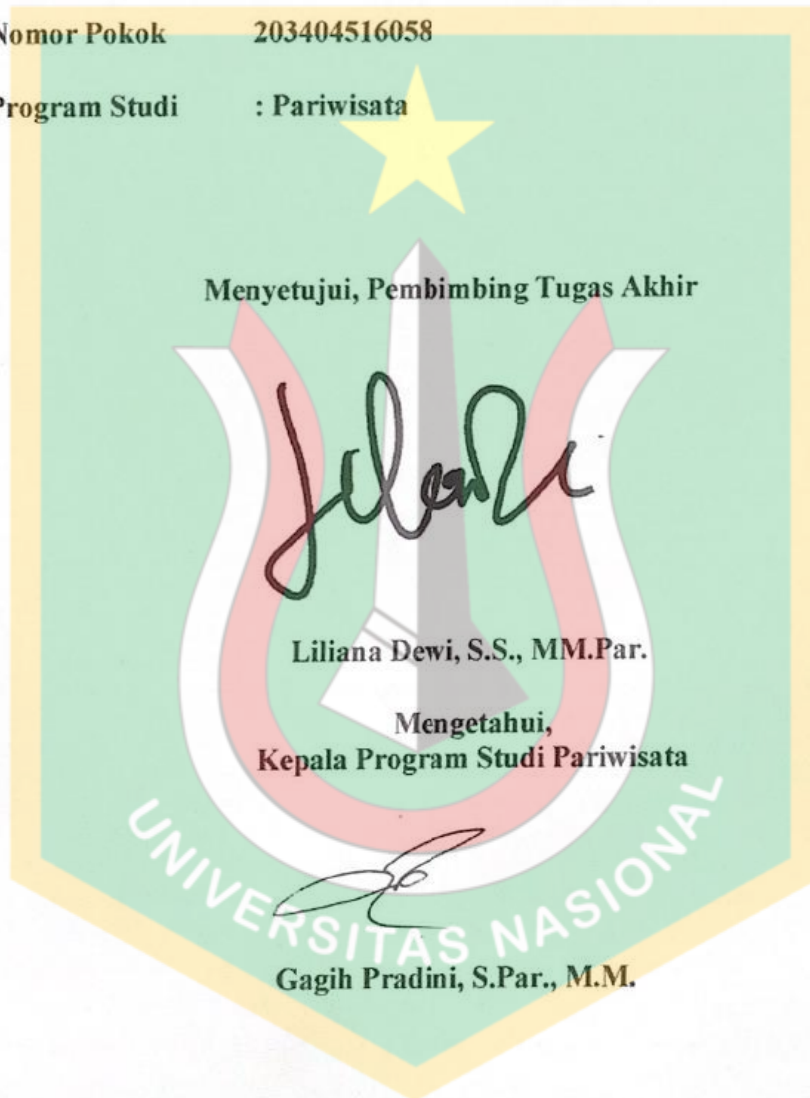 Nomor Pokok 203404516058
Program Studi : Pariwisata
Menyetujui, Pembimbing Tugas Akhir
Liliana Dewi, S.S., MM.Par.
Mengetahui,
Kepala Program Studi Pariwisata
UNIVERSITAS NASIONAL
Gagih Pradini, S.Par., M.M.